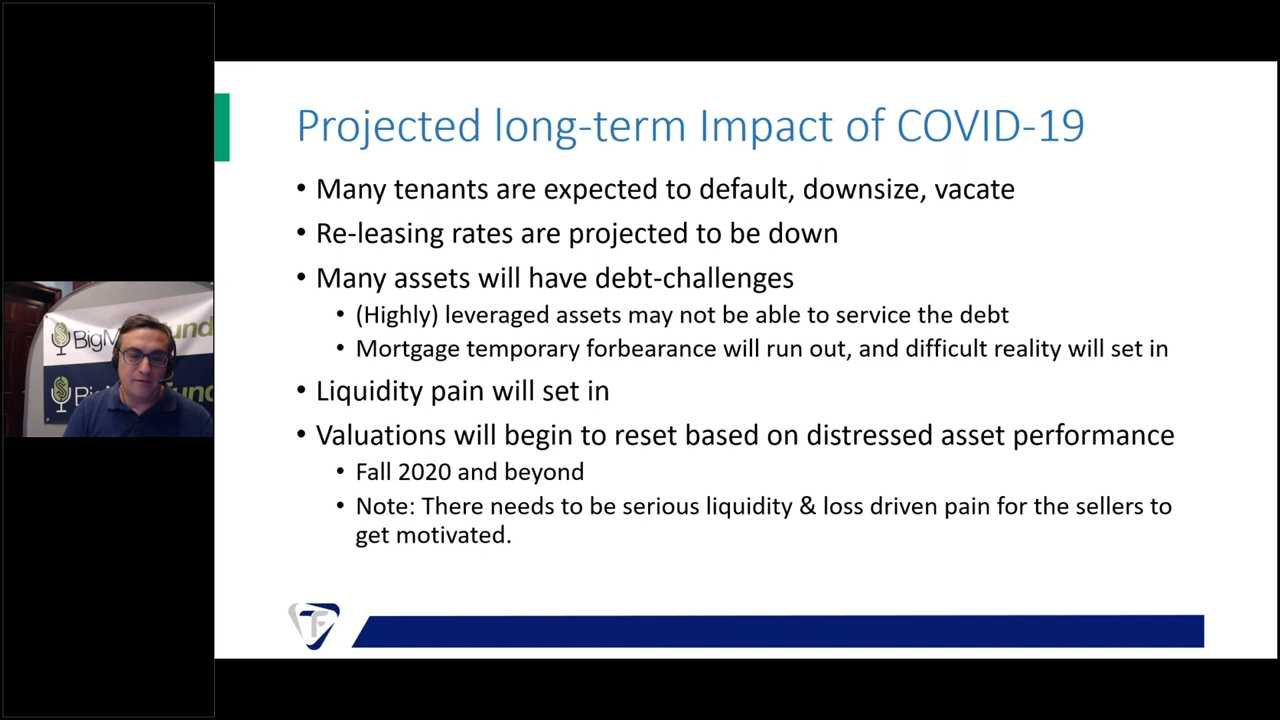 Projected long-term Impact of COVID-19
• Many tenants are expected to default, downsize, vacate
• Re-leasing rates are projected to be down
• Many assets will have debt-challenges
• (Highly) leveraged assets may not be able to service the debt
• Mortgage temporary forbearance will run out, and difficult reality will set in
• Liquidity pain will set in
• Valuations will begin to reset based on distressed asset performance
• Fall 2020 and beyond
• Note: There needs to be serious liquidity & loss driven pain for the sellers to
get motivated.
TF